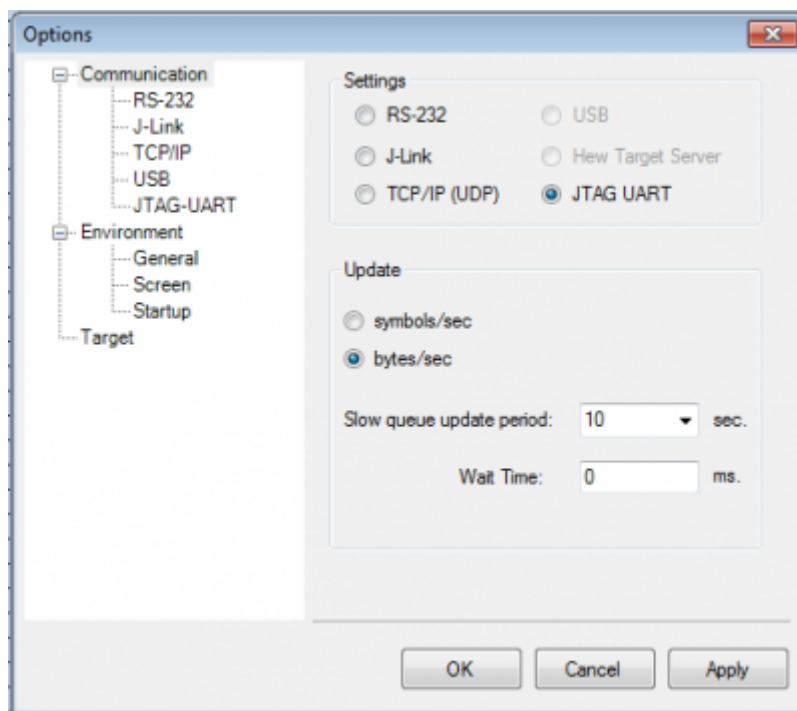 Options
Communication
RS-232
J-Link
TCP/IP
USB
JTAG-UART
Environment
General
Screen
Startup
Target
Settings
RS-232 USB
J-Link Hew Target Server
TCP/IP (UDP) JTAG UART
Update
symbols/sec
bytes/sec
Slow queue update period: 10 sec.
Wait Time: 0 ms.
OK Cancel Apply